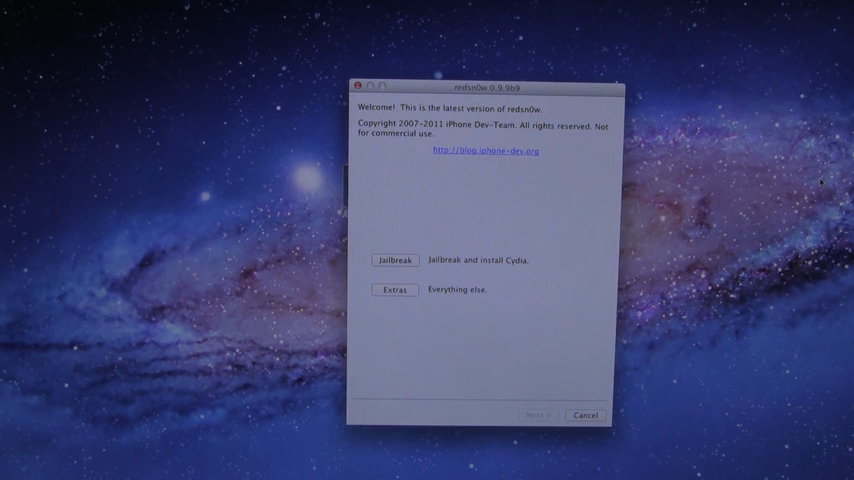 redsn0w 0.9.9b9
Welcome! This is the latest version of redsn0w.
Copyright 2007-2011 iPhone Dev-Team. All rights reserved. Not
for commercial use.
http://blog.iphone-dev.org
Jailbreak Jailbreak and install Cydia.
Extras Everything else.
Next > Cancel